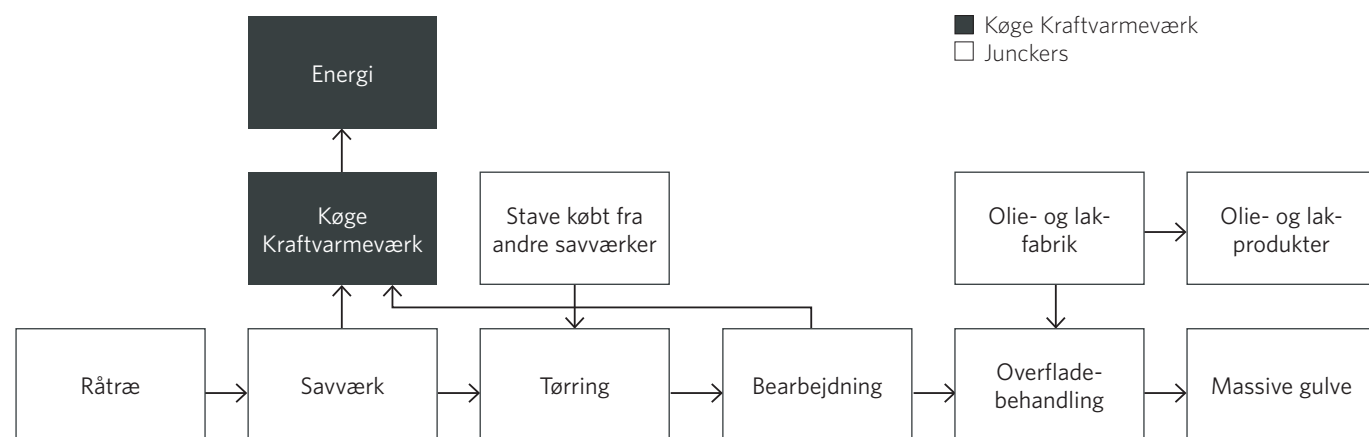 Køge Kraftvarmeværk
Junckers
Energi
Køge
Kraftvarmeværk
Stave købt fra
andre savværker
Olie- og lak-
fabrik
Olie- og lak-
produkter
Råtræ
Savværk
Tørring
Bearbejdning
Overflade-
behandling
Massive gulve